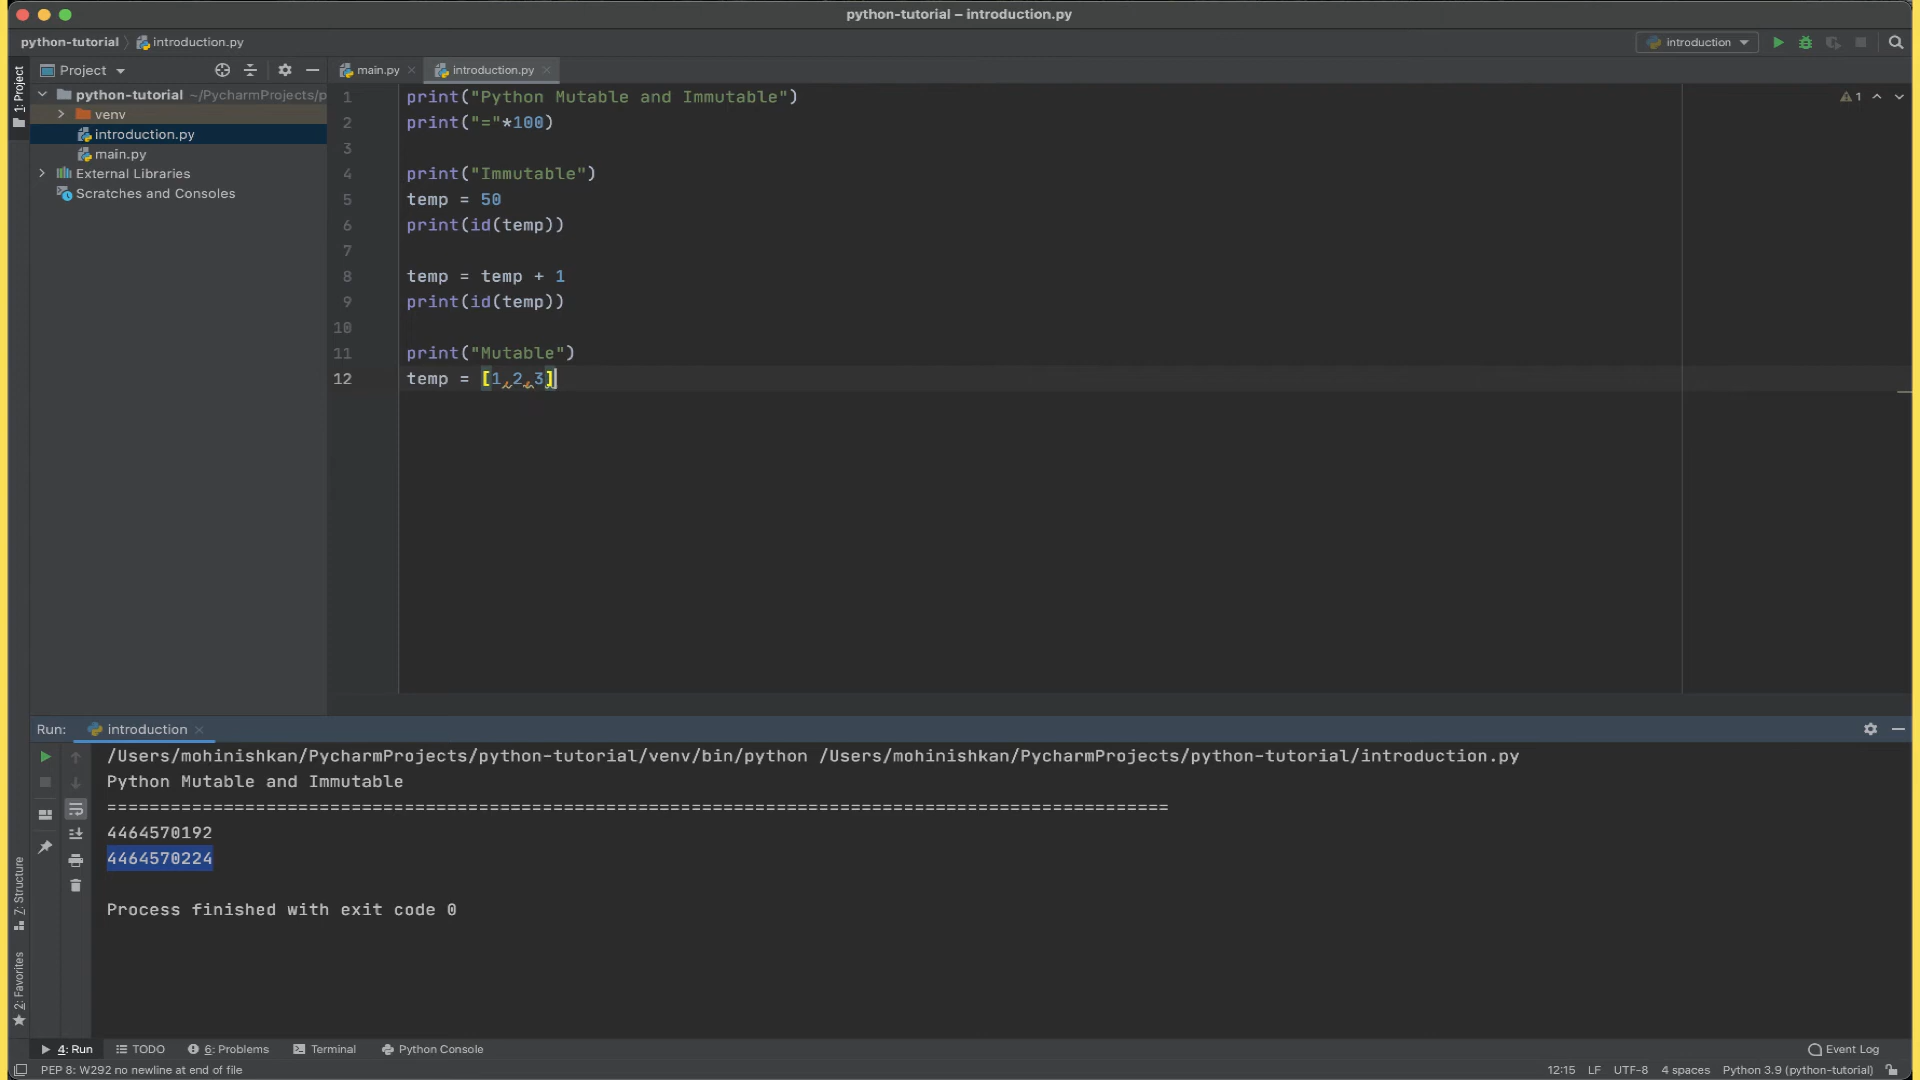 python-tutorial – introduction.py
python-tutorial introduction.py
introduction
Project
main.py
introduction.py
1: Project
python-tutorial ~/PycharmProjects/p
venv
introduction.py
main.py
External Libraries
Scratches and Consoles
1 print("Python Mutable and Immutable")
2 print("="*100)
3
4 print("Immutable")
5 temp = 50
6 print(id(temp))
7
8 temp = temp + 1
9 print(id(temp))
10
11 print("Mutable")
12 temp = [1,2,3]
1
Run: introduction
/Users/mohinishkan/PycharmProjects/python-tutorial/venv/bin/python /Users/mohinishkan/PycharmProjects/python-tutorial/introduction.py
Python Mutable and Immutable
====================================================================================================
4464570192
4464570224
Process finished with exit code 0
7: Structure
2: Favorites
4: Run TODO 6: Problems Terminal Python Console Event Log
PEP 8: W292 no newline at end of file 12:15 LF UTF-8 4 spaces Python 3.9 (python-tutorial)